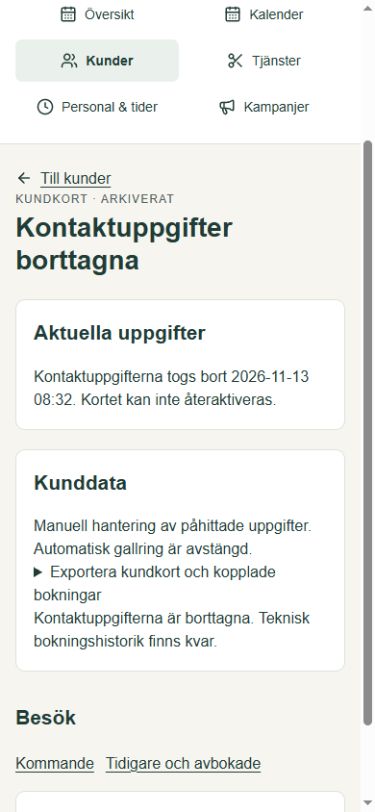 Översikt
Kalender
Kunder
Tjänster
Personal & tider
Kampanjer
Till kunder
KUNDKORT · ARKIVERAT
Kontaktuppgifter
borttagna
Aktuella uppgifter
Kontaktuppgifterna togs bort 2026-11-13
08:32. Kortet kan inte återaktiveras.
Kunddata
Manuell hantering av påhittade uppgifter.
Automatisk gallring är avstängd.
Exportera kundkort och kopplade
bokningar
Kontaktuppgifterna är borttagna. Teknisk
bokningshistorik finns kvar.
Besök
Kommande Tidigare och avbokade